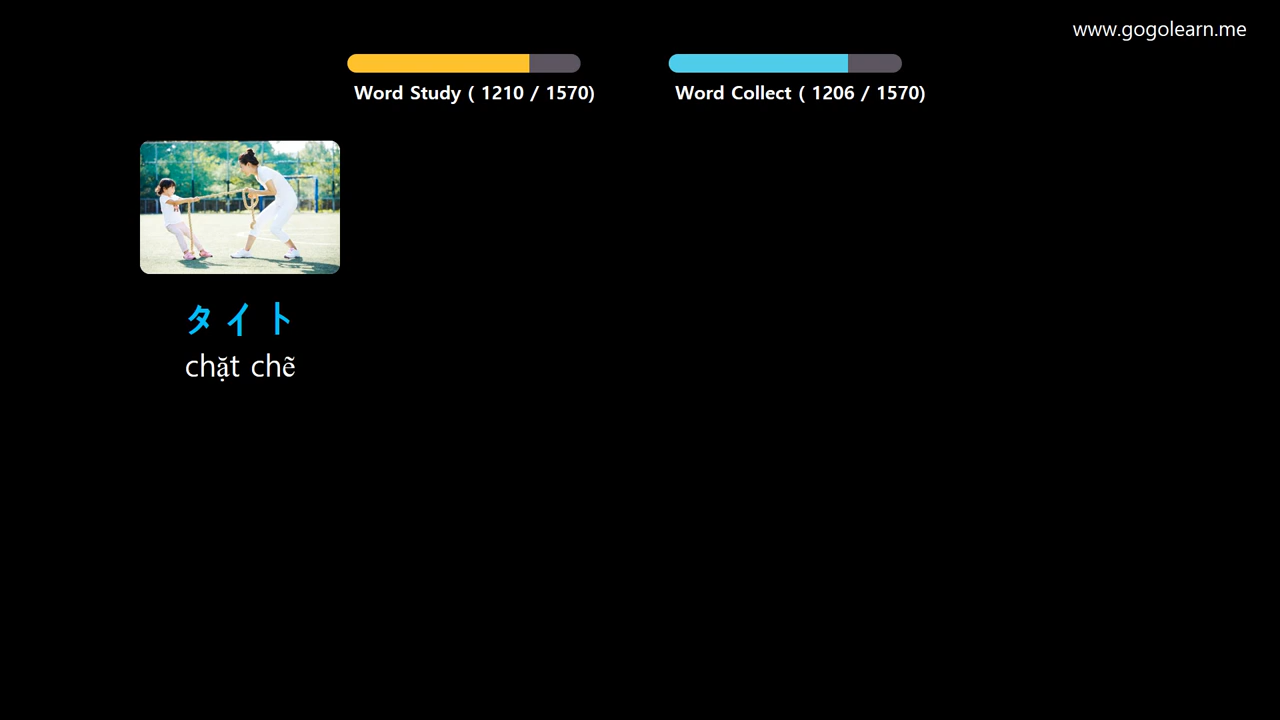 www.gogolearn.me
Word Study ( 1210 / 1570)
Word Collect ( 1206 / 1570)
タイト
chặt chẽ